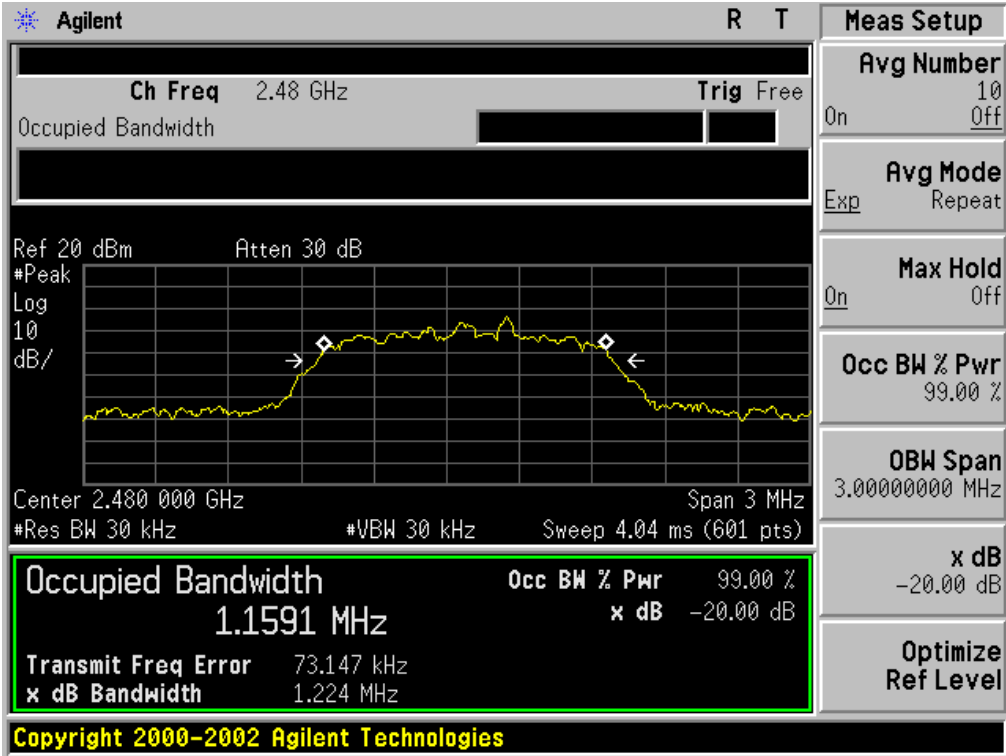 Agilent R T
Meas Setup
Ch Freq 2.48 GHz Trig Free
Occupied Bandwidth
Ref 20 dBm Atten 30 dB
#Peak
Log
10
dB/
Center 2.480 000 GHz Span 3 MHz
#Res BW 30 kHz #VBW 30 kHz Sweep 4.04 ms (601 pts)
Occupied Bandwidth Occ BW % Pwr 99.00 %
1.1591 MHz x dB -20.00 dB
Transmit Freq Error 73.147 kHz
x dB Bandwidth 1.224 MHz
Avg Number
10
On Off
Avg Mode
Exp Repeat
Max Hold
On Off
Occ BW % Pwr
99.00 %
OBW Span
3.00000000 MHz
x dB
-20.00 dB
Optimize
Ref Level
Copyright 2000-2002 Agilent Technologies